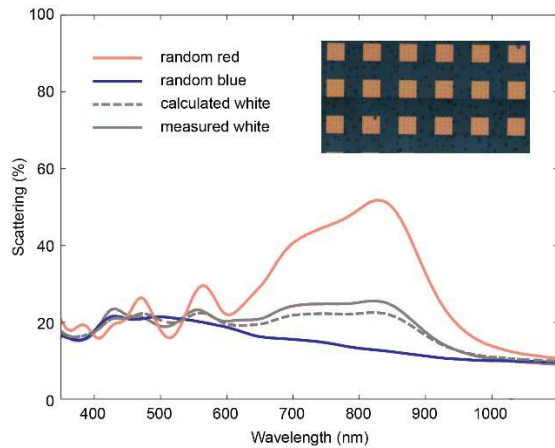 100
80
60
40
20
0
Scattering (%)
random red
random blue
calculated white
measured white
400 500 600 700 800 900 1000
Wavelength (nm)